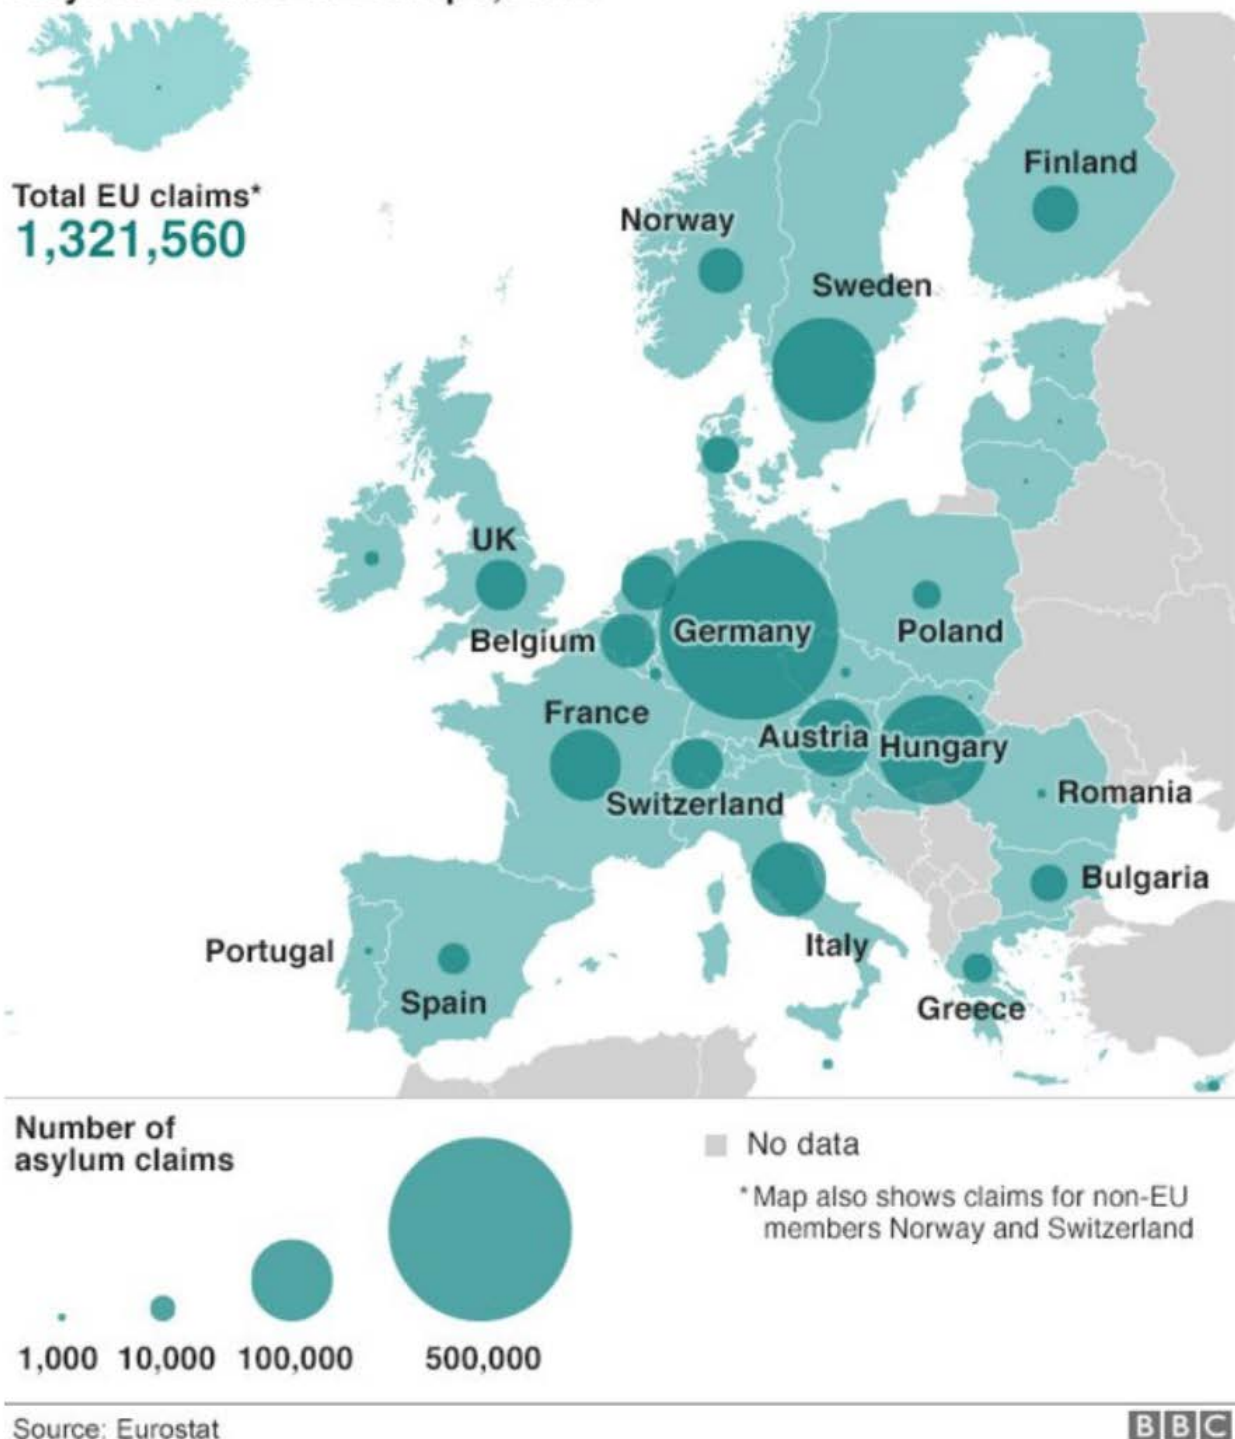 Total EU claims*
1,321,560
Finland
Norway
Sweden
UK
Belgium
Germany
Poland
France
Austria
Hungary
Switzerland
Romania
Bulgaria
Portugal
Italy
Spain
Greece
Number of
asylum claims
1,000
10,000
100,000
500,000
No data
*Map also shows claims for non-EU
members Norway and Switzerland
Source: Eurostat
BBC